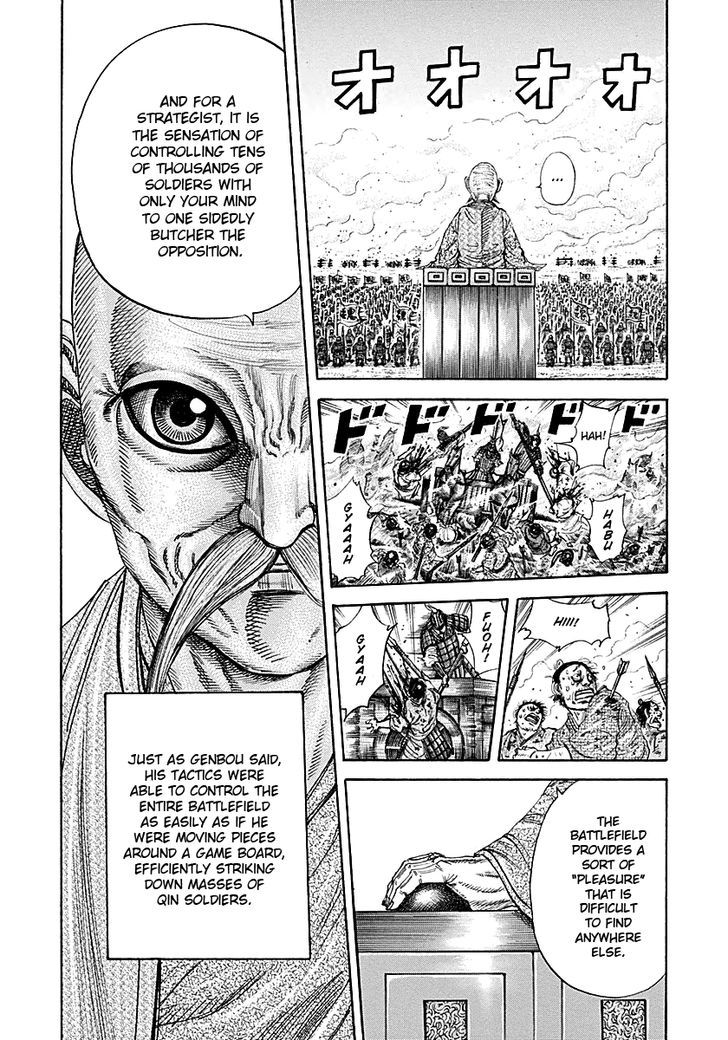 オオオオ
...
ドドドドド
HAH!
GYAAAH
HABU
HIII!
FUOH!
GYAAH
THE
BATTLEFIELD
PROVIDES A
SORT OF
"PLEASURE"
THAT IS
DIFFICULT
TO FIND
ANYWHERE
ELSE.
AND FOR A
STRATEGIST, IT IS
THE SENSATION OF
CONTROLLING TENS
OF THOUSANDS OF
SOLDIERS WITH
ONLY YOUR MIND
TO ONE SIDEDLY
BUTCHER THE
OPPOSITION.
JUST AS GENBOU SAID,
HIS TACTICS WERE
ABLE TO CONTROL THE
ENTIRE BATTLEFIELD
AS EASILY AS IF HE
WERE MOVING PIECES
AROUND A GAME BOARD,
EFFICIENTLY STRIKING
DOWN MASSES OF
QIN SOLDIERS.